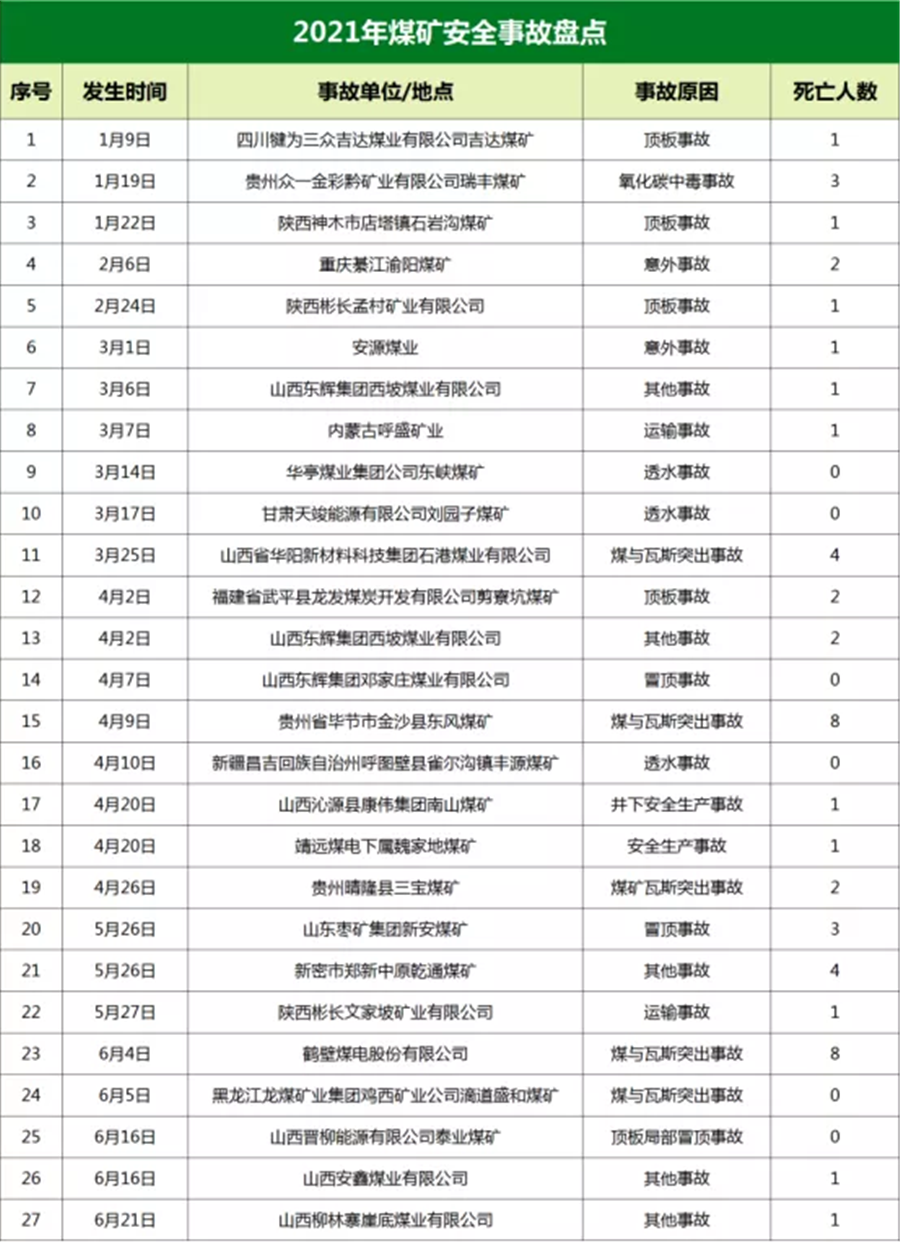 2021年煤矿安全事故盘点
序号 发生时间 事故单位/地点 事故原因 死亡人数
1 1月9日 四川犍为三众吉达煤业有限公司吉达煤矿 顶板事故 1
2 1月19日 贵州众一金彩黔矿业有限公司瑞丰煤矿 氧化碳中毒事故 3
3 1月22日 陕西神木市店塔镇石岩沟煤矿 顶板事故 1
4 2月6日 重庆綦江渝阳煤矿 意外事故 2
5 2月24日 陕西彬长孟村矿业有限公司 顶板事故 1
6 3月1日 安源煤业 意外事故 1
7 3月6日 山西东辉集团西坡煤业有限公司 其他事故 1
8 3月7日 内蒙古呼盛矿业 运输事故 1
9 3月14日 华亭煤业集团公司东峡煤矿 透水事故 0
10 3月17日 甘肃天竣能源有限公司刘园子煤矿 透水事故 0
11 3月25日 山西省华阳新材料科技集团石港煤业有限公司 煤与瓦斯突出事故 4
12 4月2日 福建省武平县龙发煤炭开发有限公司剪寮坑煤矿 顶板事故 2
13 4月2日 山西东辉集团西坡煤业有限公司 其他事故 2
14 4月7日 山西东辉集团邓家庄煤业有限公司 冒顶事故 0
15 4月9日 贵州省毕节市金沙县东风煤矿 煤与瓦斯突出事故 8
16 4月10日 新疆昌吉回族自治州呼图壁县雀尔沟镇丰源煤矿 透水事故 0
17 4月20日 山西沁源县康伟集团南山煤矿 井下安全生产事故 1
18 4月20日 靖远煤电下属魏家地煤矿 安全生产事故 1
19 4月26日 贵州晴隆县三宝煤矿 煤矿瓦斯突出事故 2
20 5月26日 山东枣矿集团新安煤矿 冒顶事故 3
21 5月26日 新密市郑新中原乾通煤矿 其他事故 4
22 5月27日 陕西彬长文家坡矿业有限公司 运输事故 1
23 6月4日 鹤壁煤电股份有限公司 煤与瓦斯突出事故 8
24 6月5日 黑龙江龙煤矿业集团鸡西矿业公司滴道盛和煤矿 煤与瓦斯突出事故 0
25 6月16日 山西晋柳能源有限公司泰业煤矿 顶板局部冒顶事故 0
26 6月16日 山西安鑫煤业有限公司 其他事故 1
27 6月21日 山西柳林寨崖底煤业有限公司 其他事故 1